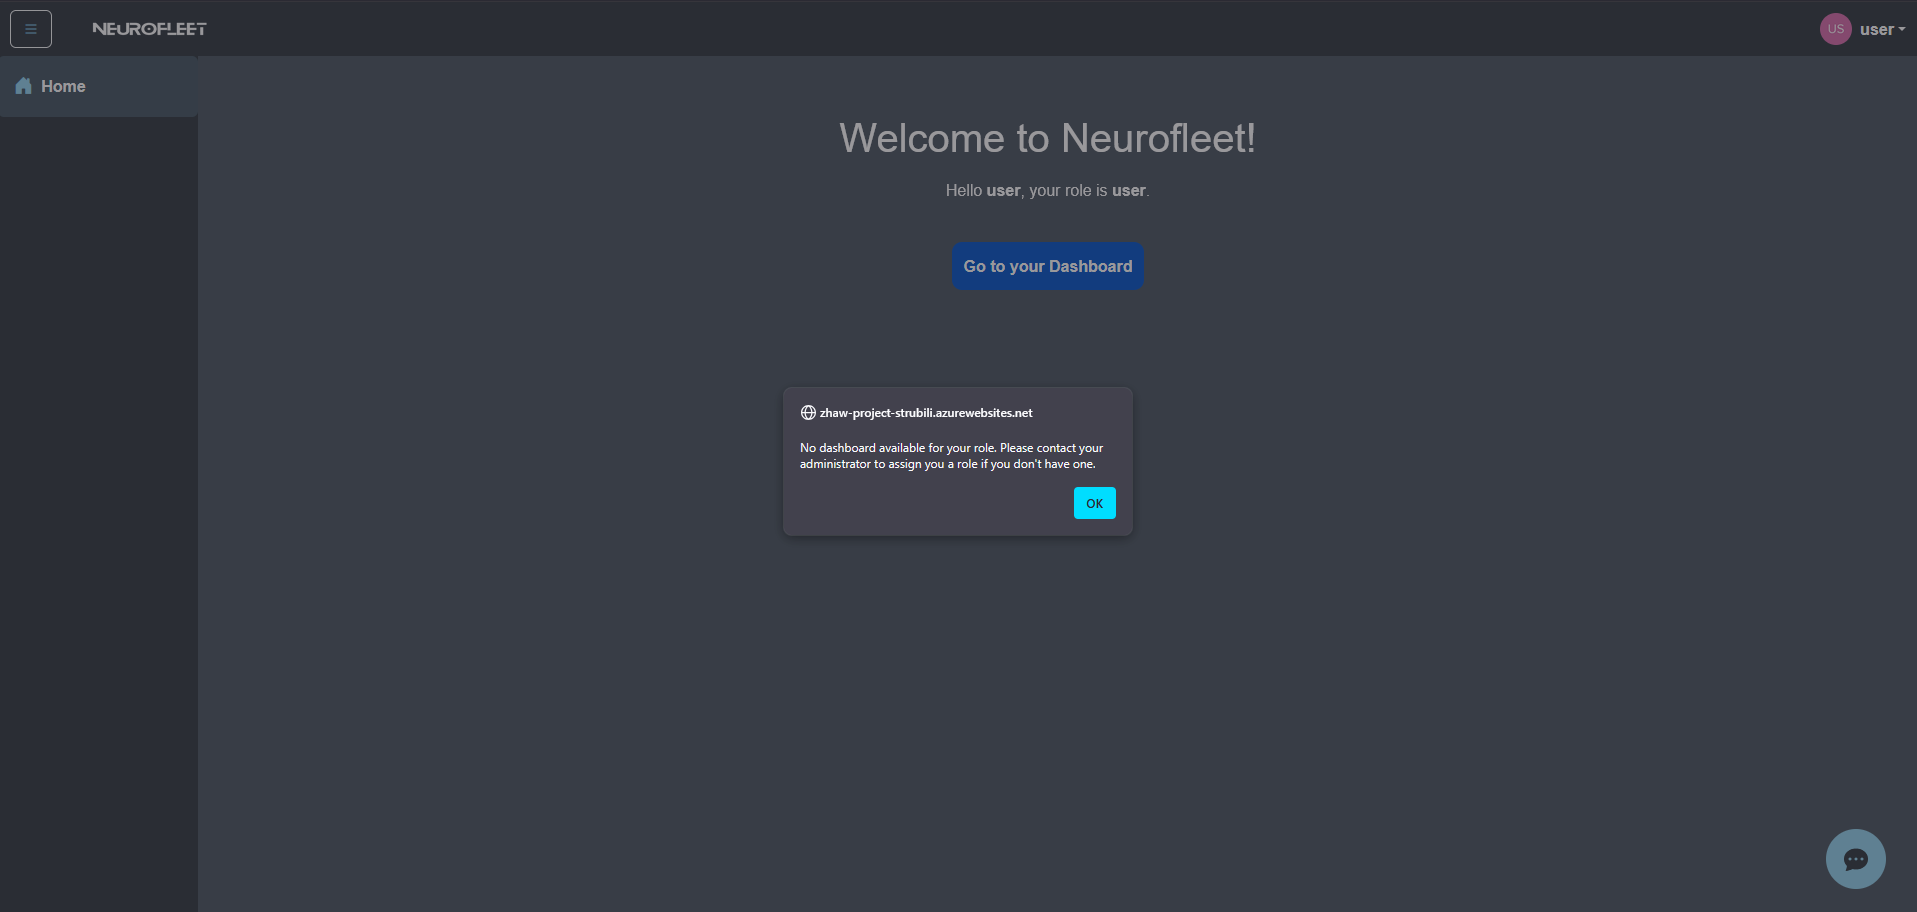 NEUROFLEET
US user
Home
Welcome to Neurofleet!
Hello user, your role is user.
Go to your Dashboard
zhaw-project-strubili.azurewebsites.net
No dashboard available for your role. Please contact your
administrator to assign you a role if you don't have one.
OK